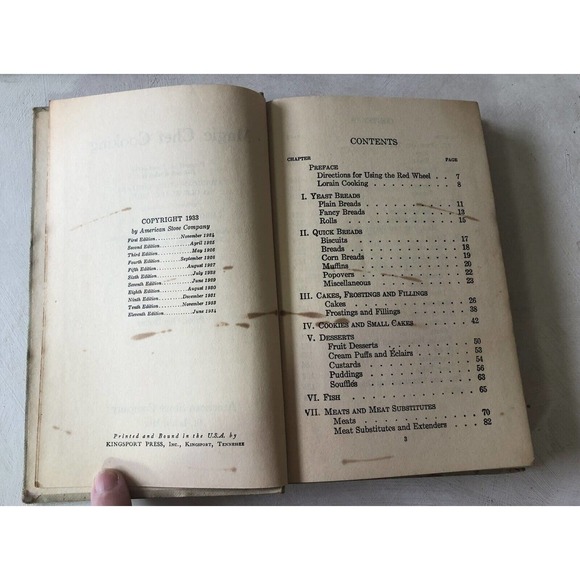 COPYRIGHT 1933
by American Stove Company
First Edition November 1924
Second Edition April 1925
Third Edition May 1926
Fourth Edition September 1926
Fifth Edition August 1927
Sixth Edition July 1928
Seventh Edition June 1929
Eighth Edition August 1930
Ninth Edition December 1931
Tenth Edition November 1933
Eleventh Edition June 1934
Printed and Bound in the U.S.A. by
KINGSPORT PRESS, INC., KINGSPORT, TENNESSEE
CONTENTS
CHAPTER PAGE
PREFACE
Directions for Using the Red Wheel . . 7
Lorain Cooking . . . . . . 8
I. YEAST BREADS
Plain Breads . . . . . . 11
Fancy Breads . . . . . . 13
Rolls . . . . . . 15
II. QUICK BREADS
Biscuits . . . . . . 17
Breads . . . . . . 18
Corn Breads . . . . . . 19
Muffins . . . . . . 20
Popovers . . . . . . 22
Miscellaneous . . . . . . 23
III. CAKES, FROSTINGS AND FILLINGS
Cakes . . . . . . 26
Frostings and Fillings . . . . 38
IV. COOKIES AND SMALL CAKES . . . . 42
V. DESSERTS
Fruit Desserts . . . . . . 50
Cream Puffs and Éclairs . . . . 53
Custards . . . . . . 54
Puddings . . . . . . 56
Soufflés . . . . . . 63
VI. FISH . . . . . . 65
VII. MEATS AND MEAT SUBSTITUTES
Meats . . . . . . 70
Meat Substitutes and Extenders . . . 82
3